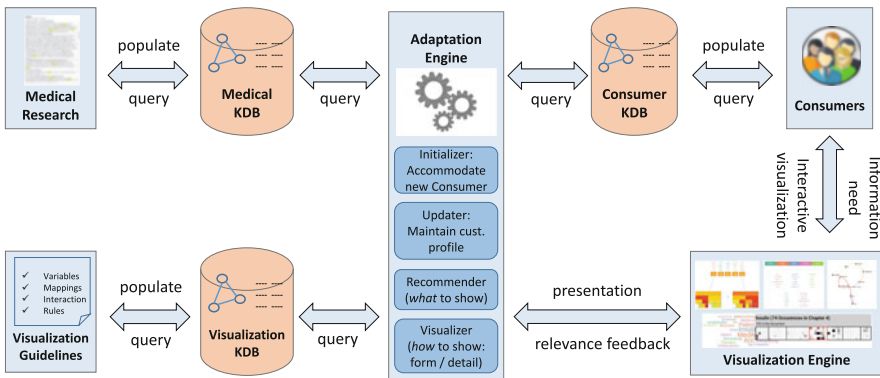 Medical
Research
populate
query
Medical
KDB
query
Adaptation
Engine
Initializer:
Accommodate
new Consumer
Updater:
Maintain cust.
profile
Recommender
(what to show)
Visualizer
(how to show:
form / detail)
query
Consumer
KDB
populate
query
Consumers
Information
need
Interactive
visualization
✓ Variables
✓ Mappings
✓ Interaction
✓ Rules
Visualization
Guidelines
populate
query
Visualization
KDB
query
presentation
relevance feedback
Visualization Engine